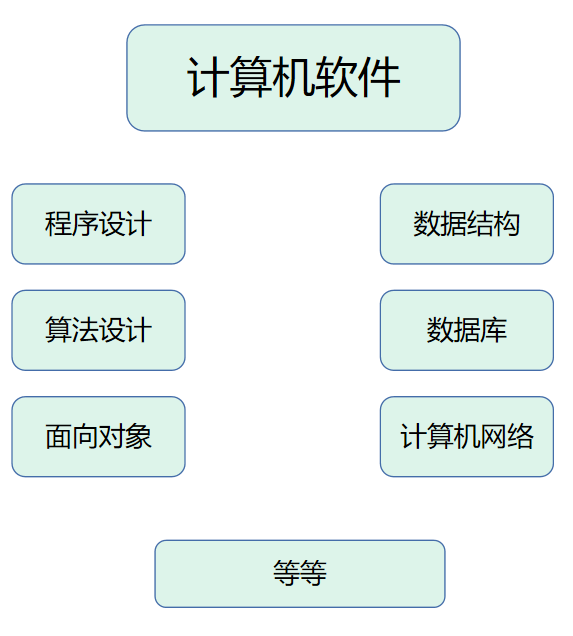 计算机软件
程序设计
数据结构
算法设计
数据库
面向对象
计算机网络
等等